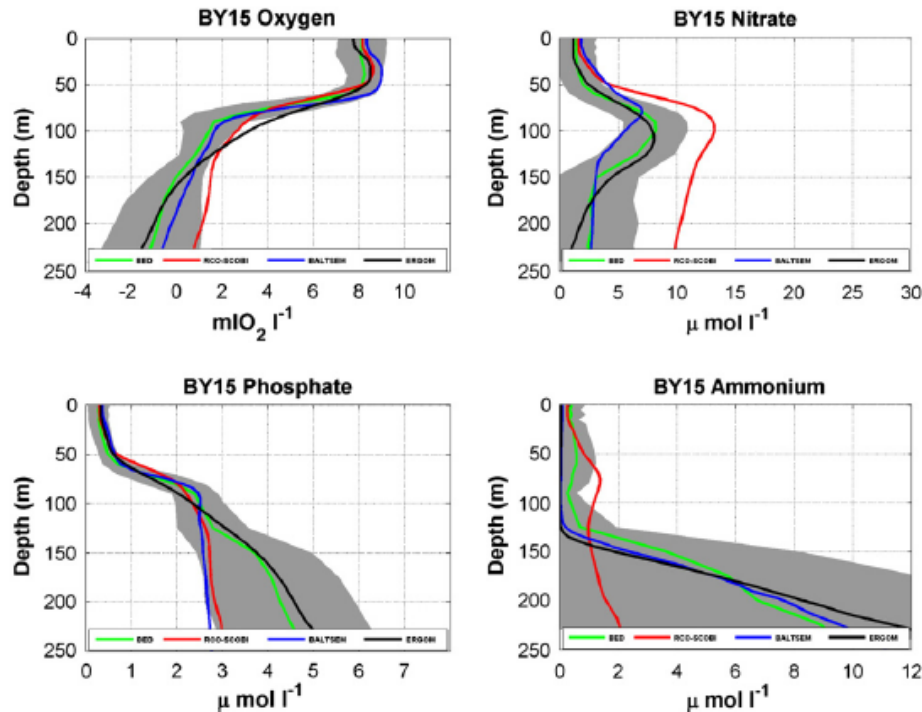 BY15 Oxygen
0
50
100
150
200
250
Depth (m)
BED
RCO-SCOBI
BALTSEM
ERGOM
-4
-2
0
2
4
6
8
10
mlO2 l-1
BY15 Nitrate
0
50
100
150
200
250
Depth (m)
BED
RCO-SCOBI
BALTSEM
ERGOM
0
5
10
15
20
25
30
μ mol l-1
BY15 Phosphate
0
50
100
150
200
250
Depth (m)
BED
RCO-SCOBI
BALTSEM
ERGOM
0
1
2
3
4
5
6
7
μ mol l-1
BY15 Ammonium
0
50
100
150
200
250
Depth (m)
BED
RCO-SCOBI
BALTSEM
ERGOM
0
2
4
6
8
10
12
μ mol l-1